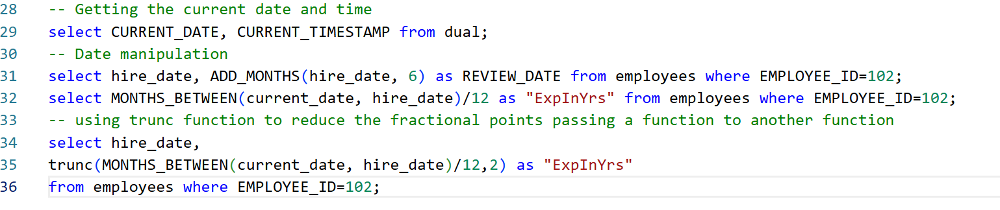 28 -- Getting the current date and time
29 select CURRENT_DATE, CURRENT_TIMESTAMP from dual;
30 -- Date manipulation
31 select hire_date, ADD_MONTHS(hire_date, 6) as REVIEW_DATE from employees where EMPLOYEE_ID=102;
32 select MONTHS_BETWEEN(current_date, hire_date)/12 as "ExpInYrs" from employees where EMPLOYEE_ID=102;
33 -- using trunc function to reduce the fractional points passing a function to another function
34 select hire_date,
35 trunc(MONTHS_BETWEEN(current_date, hire_date)/12,2) as "ExpInYrs"
36 from employees where EMPLOYEE_ID=102;